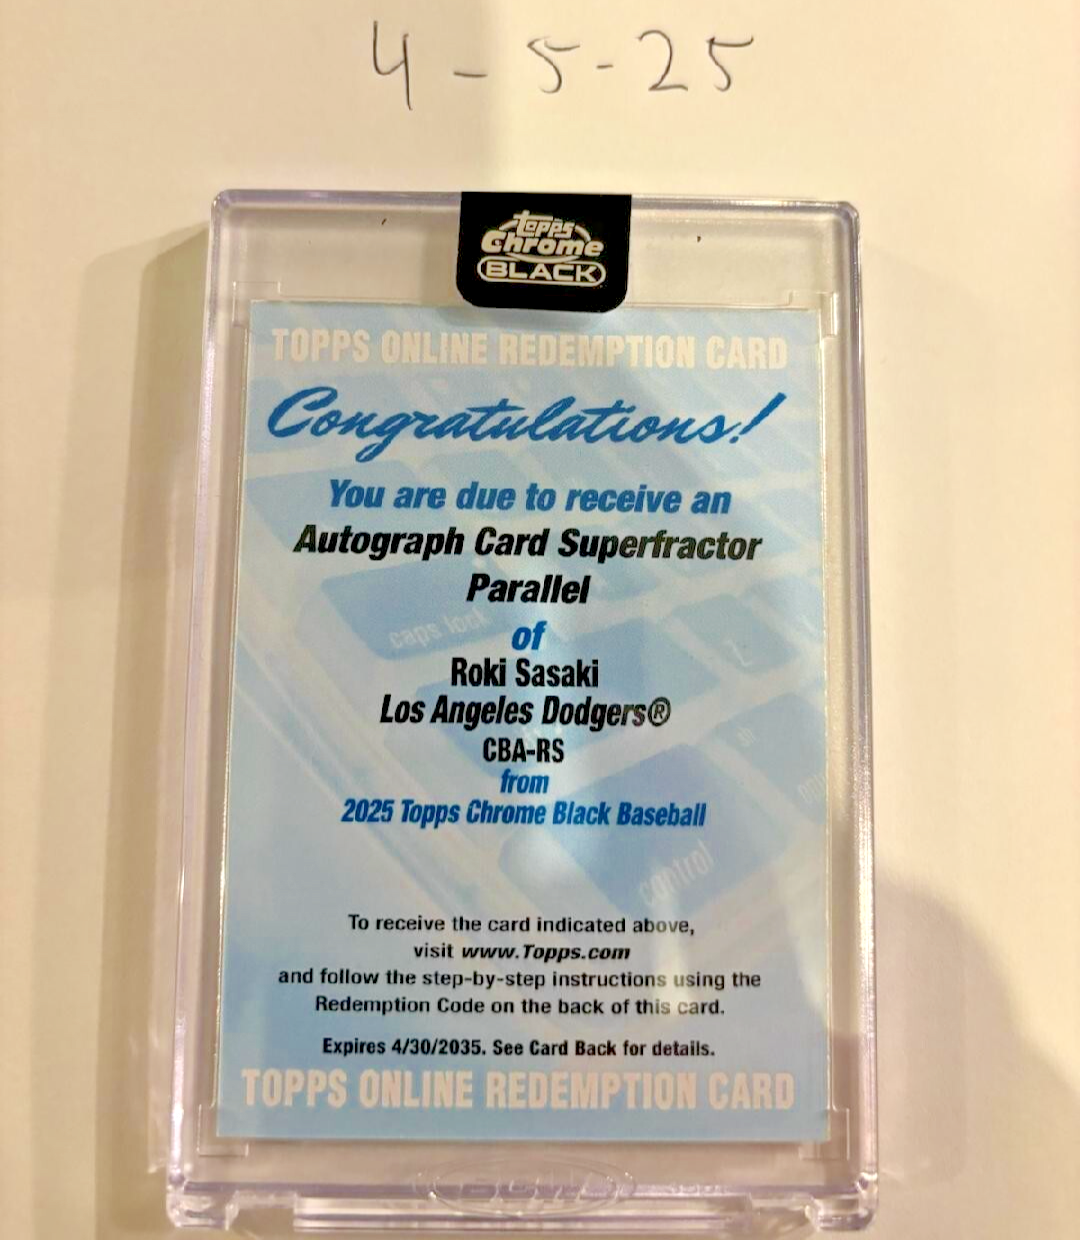 4 - 5 - 25
topps
Chrome
BLACK
TOPPS ONLINE REDEMPTION CARD
Congratulations!
You are due to receive an
Autograph Card Superfractor
Parallel
caps lock
of
Roki Sasaki
Los Angeles Dodgers®
CBA-RS
from
2025 Topps Chrome Black Baseball
control
To receive the card indicated above,
visit www.Topps.com
and follow the step-by-step instructions using the
Redemption Code on the back of this card.
Expires 4/30/2035. See Card Back for details.
TOPPS ONLINE REDEMPTION CARD